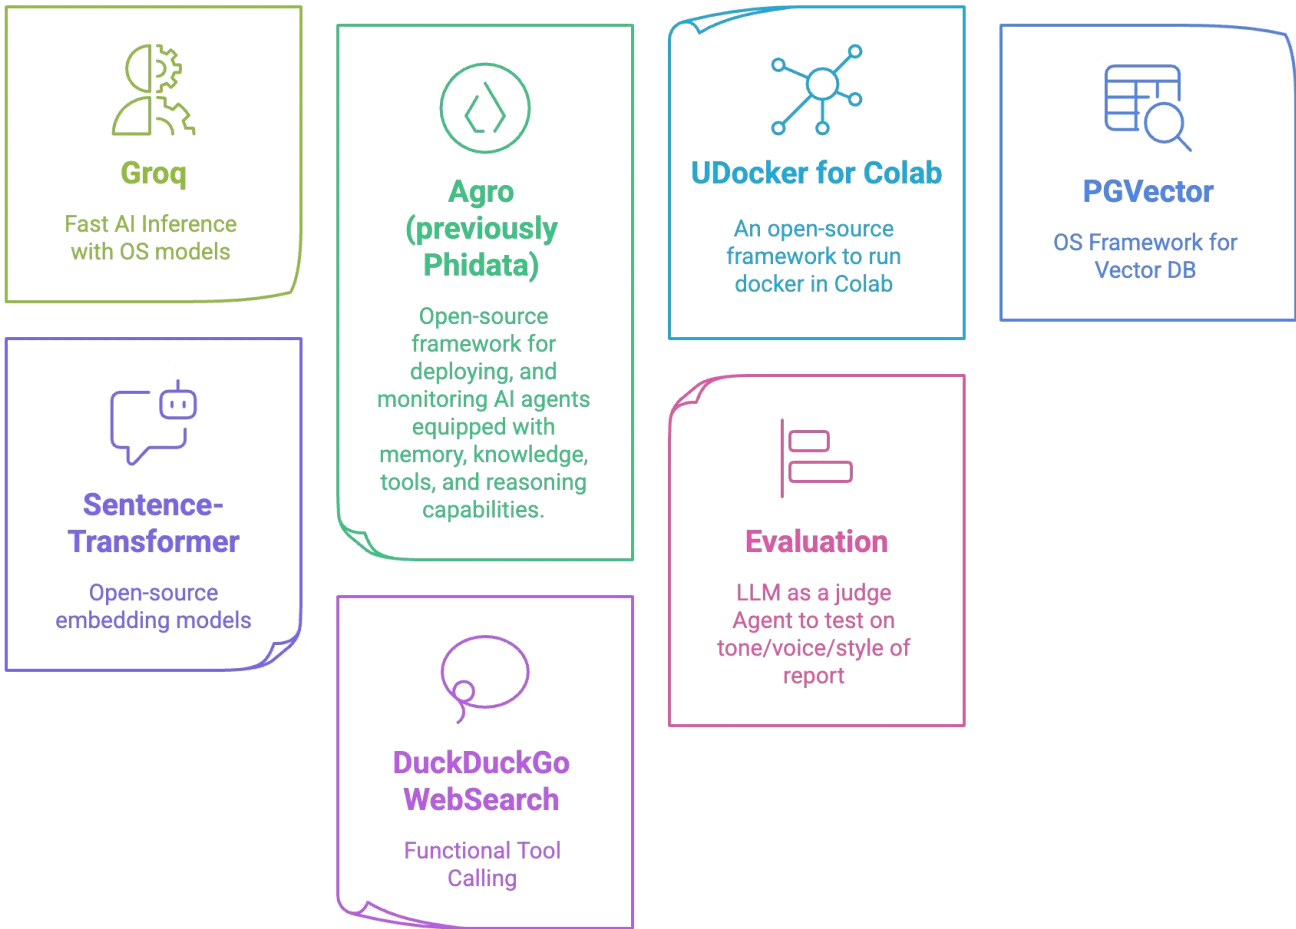 Groq
Fast AI Inference
with OS models
Agro
(previously
Phidata)
Open-source
framework for
deploying, and
monitoring AI agents
equipped with
memory, knowledge,
tools, and reasoning
capabilities.
UDocker for Colab
An open-source
framework to run
docker in Colab
PGVector
OS Framework for
Vector DB
Sentence-
Transformer
Open-source
embedding models
Evaluation
LLM as a judge
Agent to test on
tone/voice/style of
report
DuckDuckGo
WebSearch
Functional Tool
Calling